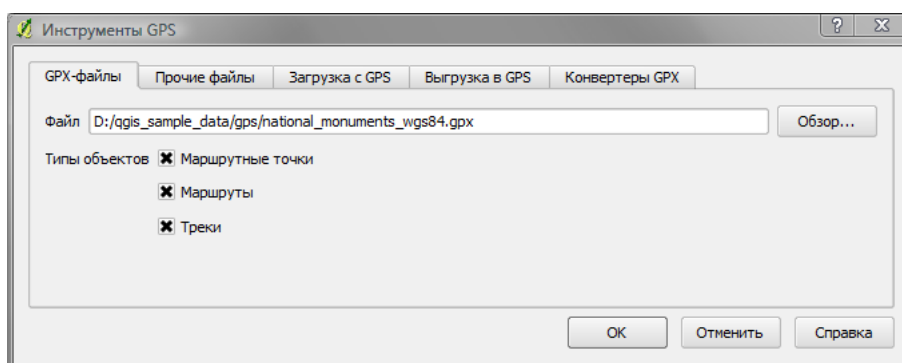 Инструменты GPS
GPX-файлы Прочие файлы Загрузка с GPS Выгрузка в GPS Конвертеры GPX
Файл D:/qgis_sample_data/gps/national_monuments_wgs84.gpx Обзор...
Типы объектов Маршрутные точки
Маршруты
Треки
OK Отменить Справка